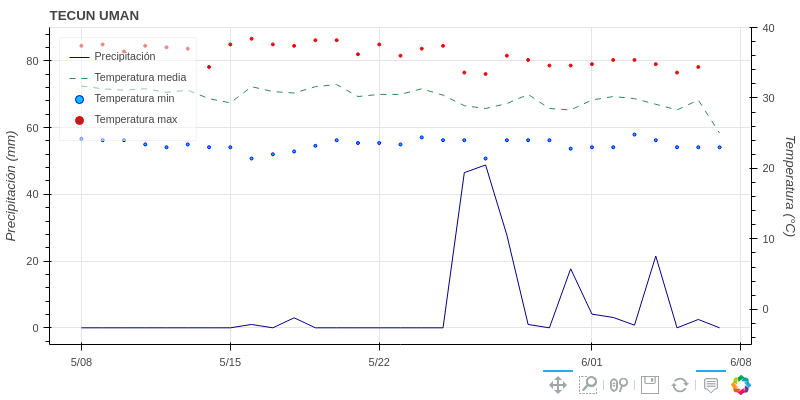 TECUN UMAN
Precipitación
Temperatura media
Temperatura min
Temperatura max
Precipitación (mm)
80
60
40
20
0
Temperatura (°C)
40
30
20
10
0
5/08 5/15 5/22 6/01 6/08